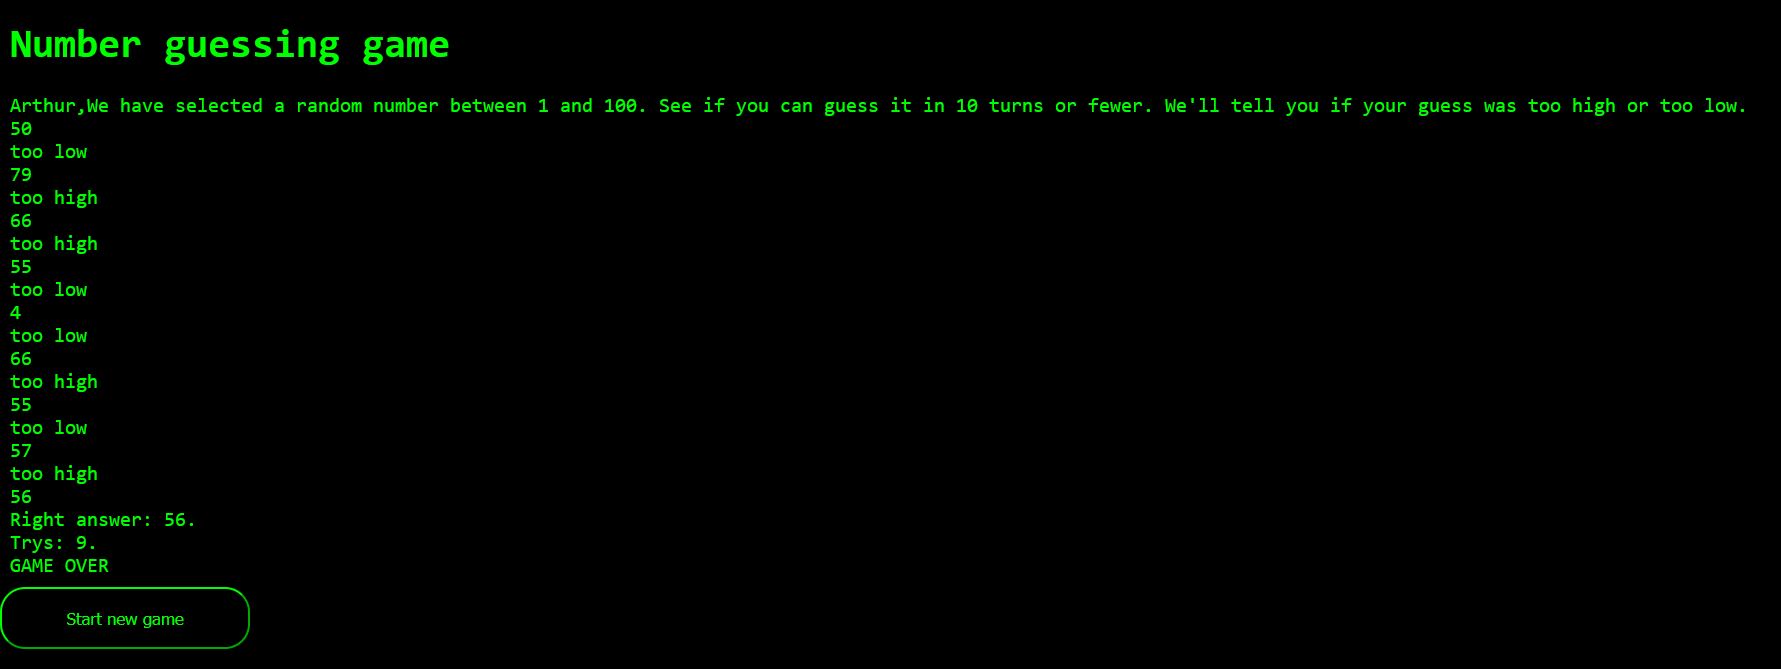 Number guessing game
Arthur,We have selected a random number between 1 and 100. See if you can guess it in 10 turns or fewer. We'll tell you if your guess was too high or too low.
50
too low
79
too high
66
too high
55
too low
4
too low
66
too high
55
too low
57
too high
56
Right answer: 56.
Trys: 9.
GAME OVER
Start new game